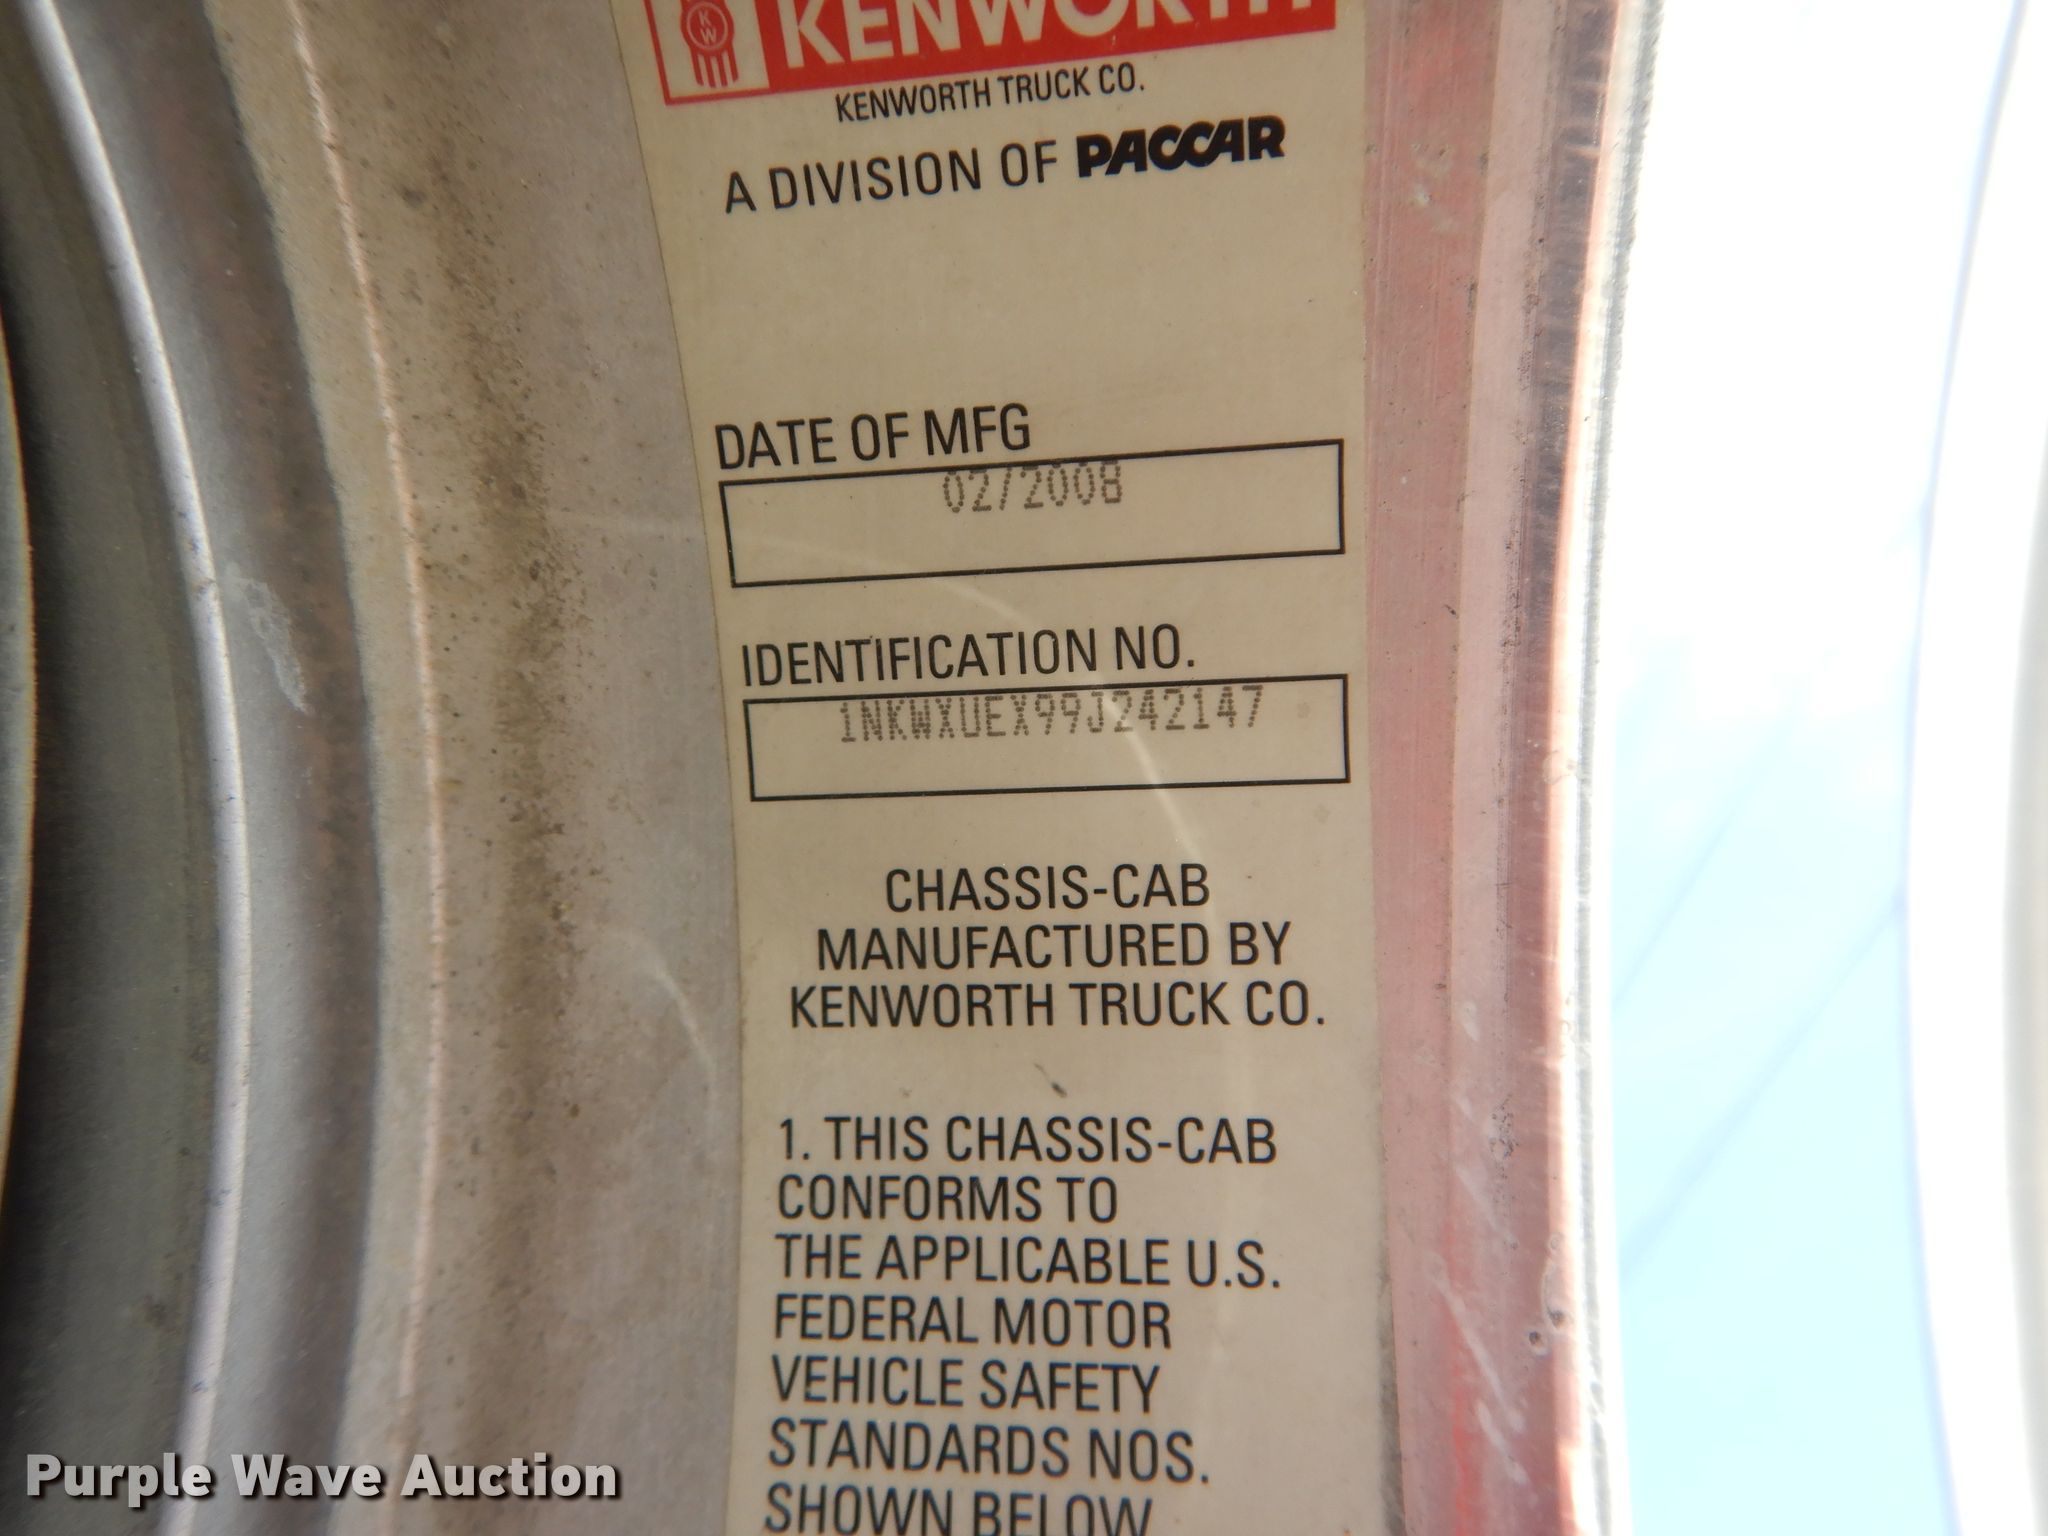 KW KENWORTH
KENWORTH TRUCK CO.
A DIVISION OF PACCAR
DATE OF MFG
02/2008
IDENTIFICATION NO.
1NKWXUEX99J242147
CHASSIS-CAB
MANUFACTURED BY
KENWORTH TRUCK CO.
1. THIS CHASSIS-CAB
CONFORMS TO
THE APPLICABLE U.S.
FEDERAL MOTOR
VEHICLE SAFETY
STANDARDS NOS.
SHOWN BELOW
Purple Wave Auction